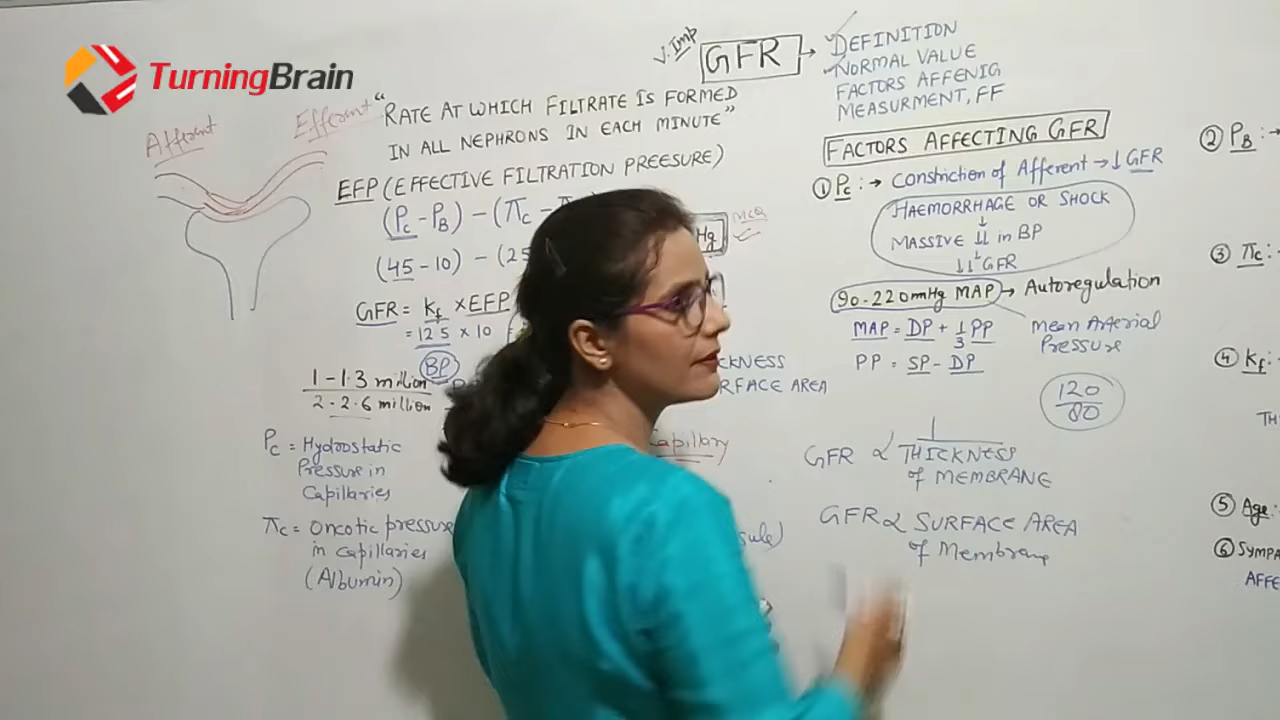 TurningBrain
V. Imp
GFR →
DEFINITION
NORMAL VALUE
FACTORS AFFENIG
MEASURMENT, FF
Afferent
Efferent
"RATE AT WHICH FILTRATE IS FORMED
IN ALL NEPHRONS IN EACH MINUTE"
EFP (EFFECTIVE FILTRATION PREESURE)
(Pc - PB) - (πc -
Hg
MCQ
(45 - 10) - (25
GFR = Kf × EFP
= 12.5 × 10
BP
1 - 1.3 million
2 - 2.6 million
CKNESS
RFACE AREA
Pc = Hydrostatic
Pressure in
Capillaries
Capillary
πc = Oncotic pressure
in capillaries
(Albumin)
sule)
FACTORS AFFECTING GFR
① Pc :→ Constriction of Afferent → ↓ GFR
HAEMORRHAGE OR SHOCK
↓
MASSIVE ↓↓ in BP
↓
↓↓ GFR
90-220mmHg MAP → Autoregulation
MAP = DP + 1/3 PP
Mean Arterial
Pressure
PP = SP - DP
120
80
GFR ∝ 1
THICKNESS
of MEMBRANE
GFR ∝ SURFACE AREA
of Membrane
② PB :→
③ πc :
④ Kf :
TH
⑤ Age :
⑥ SYMPA
AFFE